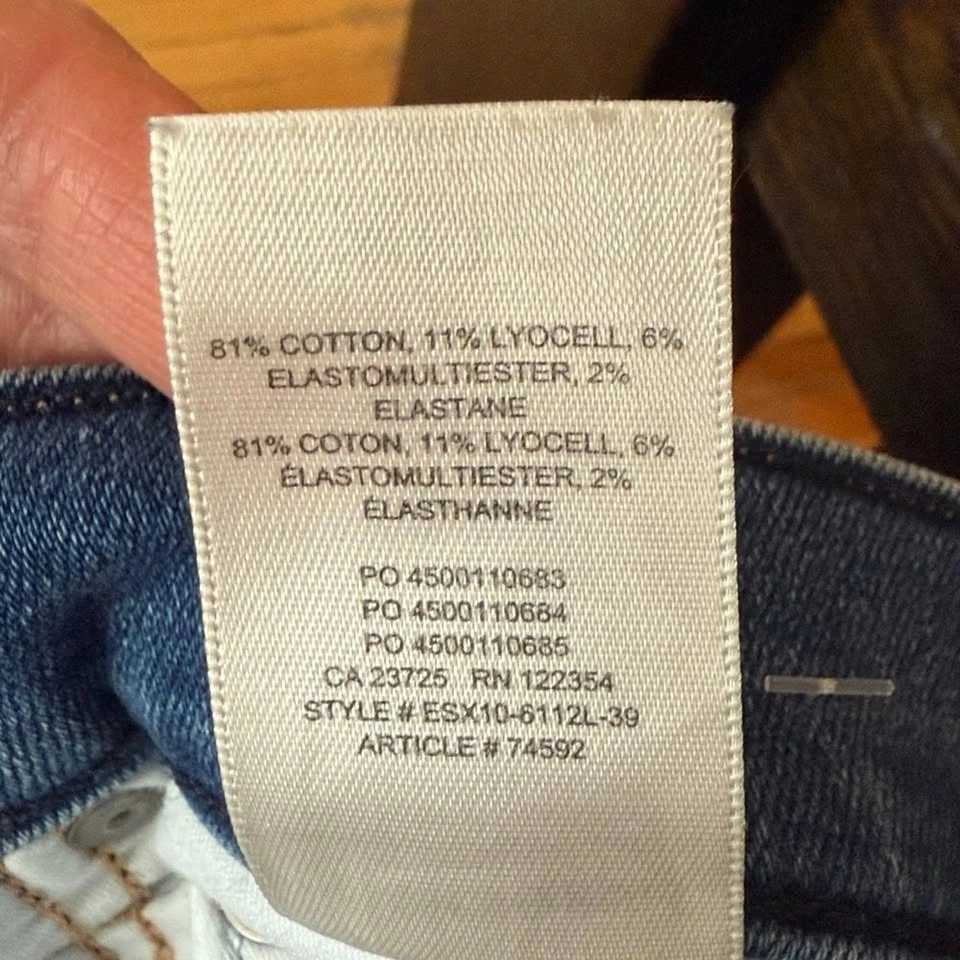 81% COTTON, 11% LYOCELL, 6%
ELASTOMULTIESTER, 2%
ELASTANE
81% COTON, 11% LYOCELL, 6%
ÉLASTOMULTIESTER, 2%
ÉLASTHANNE
PO 4500110683
PO 4500110684
PO 4500110685
CA 23725 RN 122354
STYLE # ESX10-6112L-39
ARTICLE # 74592